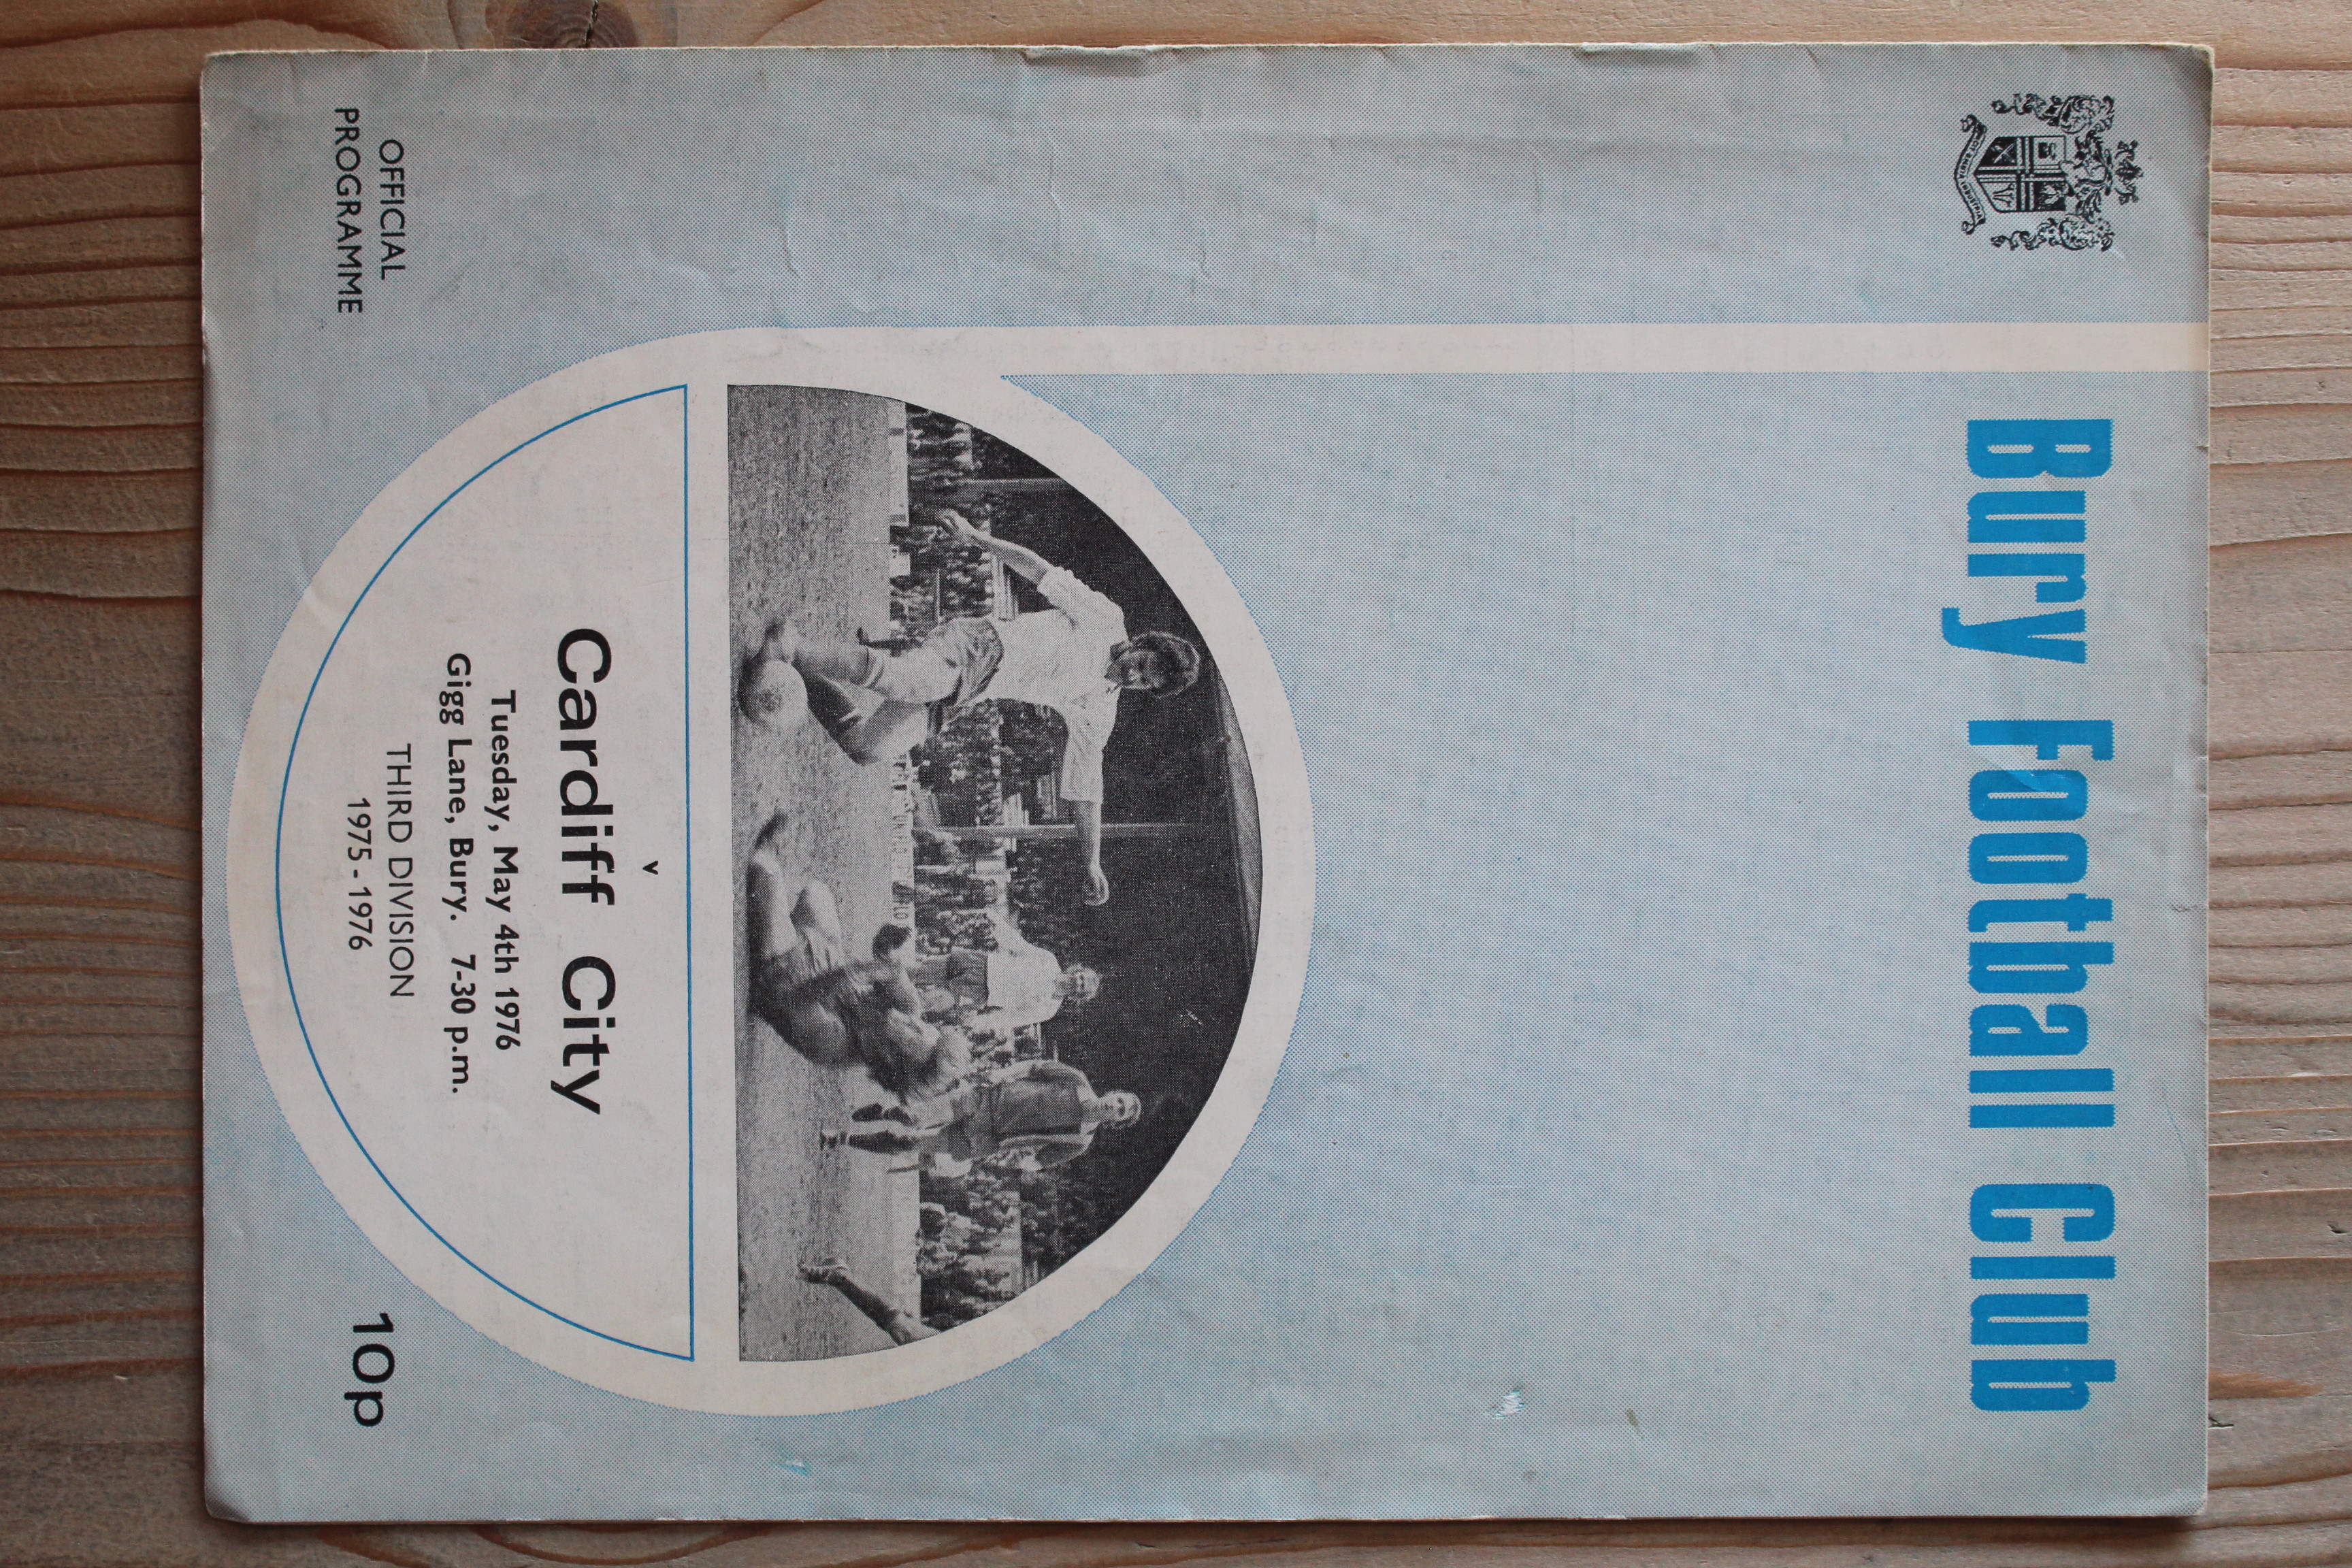 Bury Football Club
v
Cardiff City
Tuesday, May 4th 1976
Gigg Lane, Bury. 7-30 p.m.
THIRD DIVISION
1975 - 1976
OFFICIAL
PROGRAMME
10p